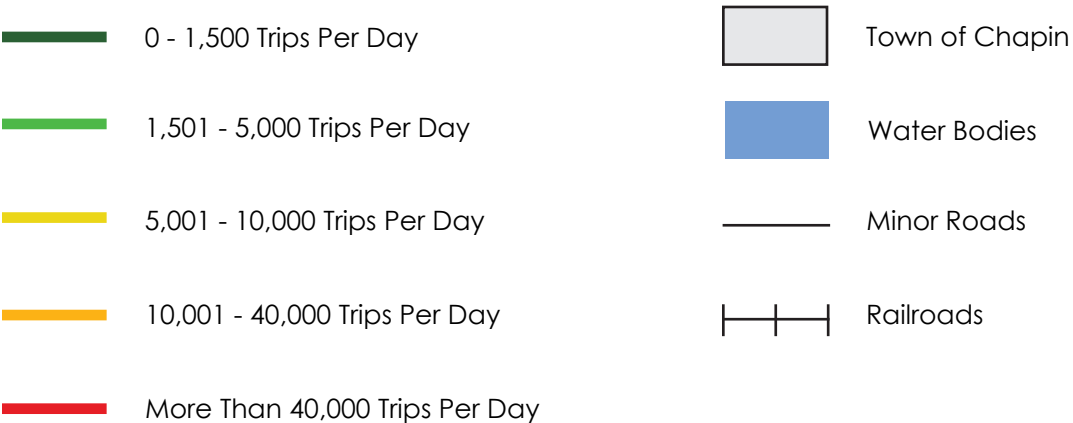 0 - 1,500 Trips Per Day
1,501 - 5,000 Trips Per Day
5,001 - 10,000 Trips Per Day
10,001 - 40,000 Trips Per Day
More Than 40,000 Trips Per Day
Town of Chapin
Water Bodies
Minor Roads
Railroads